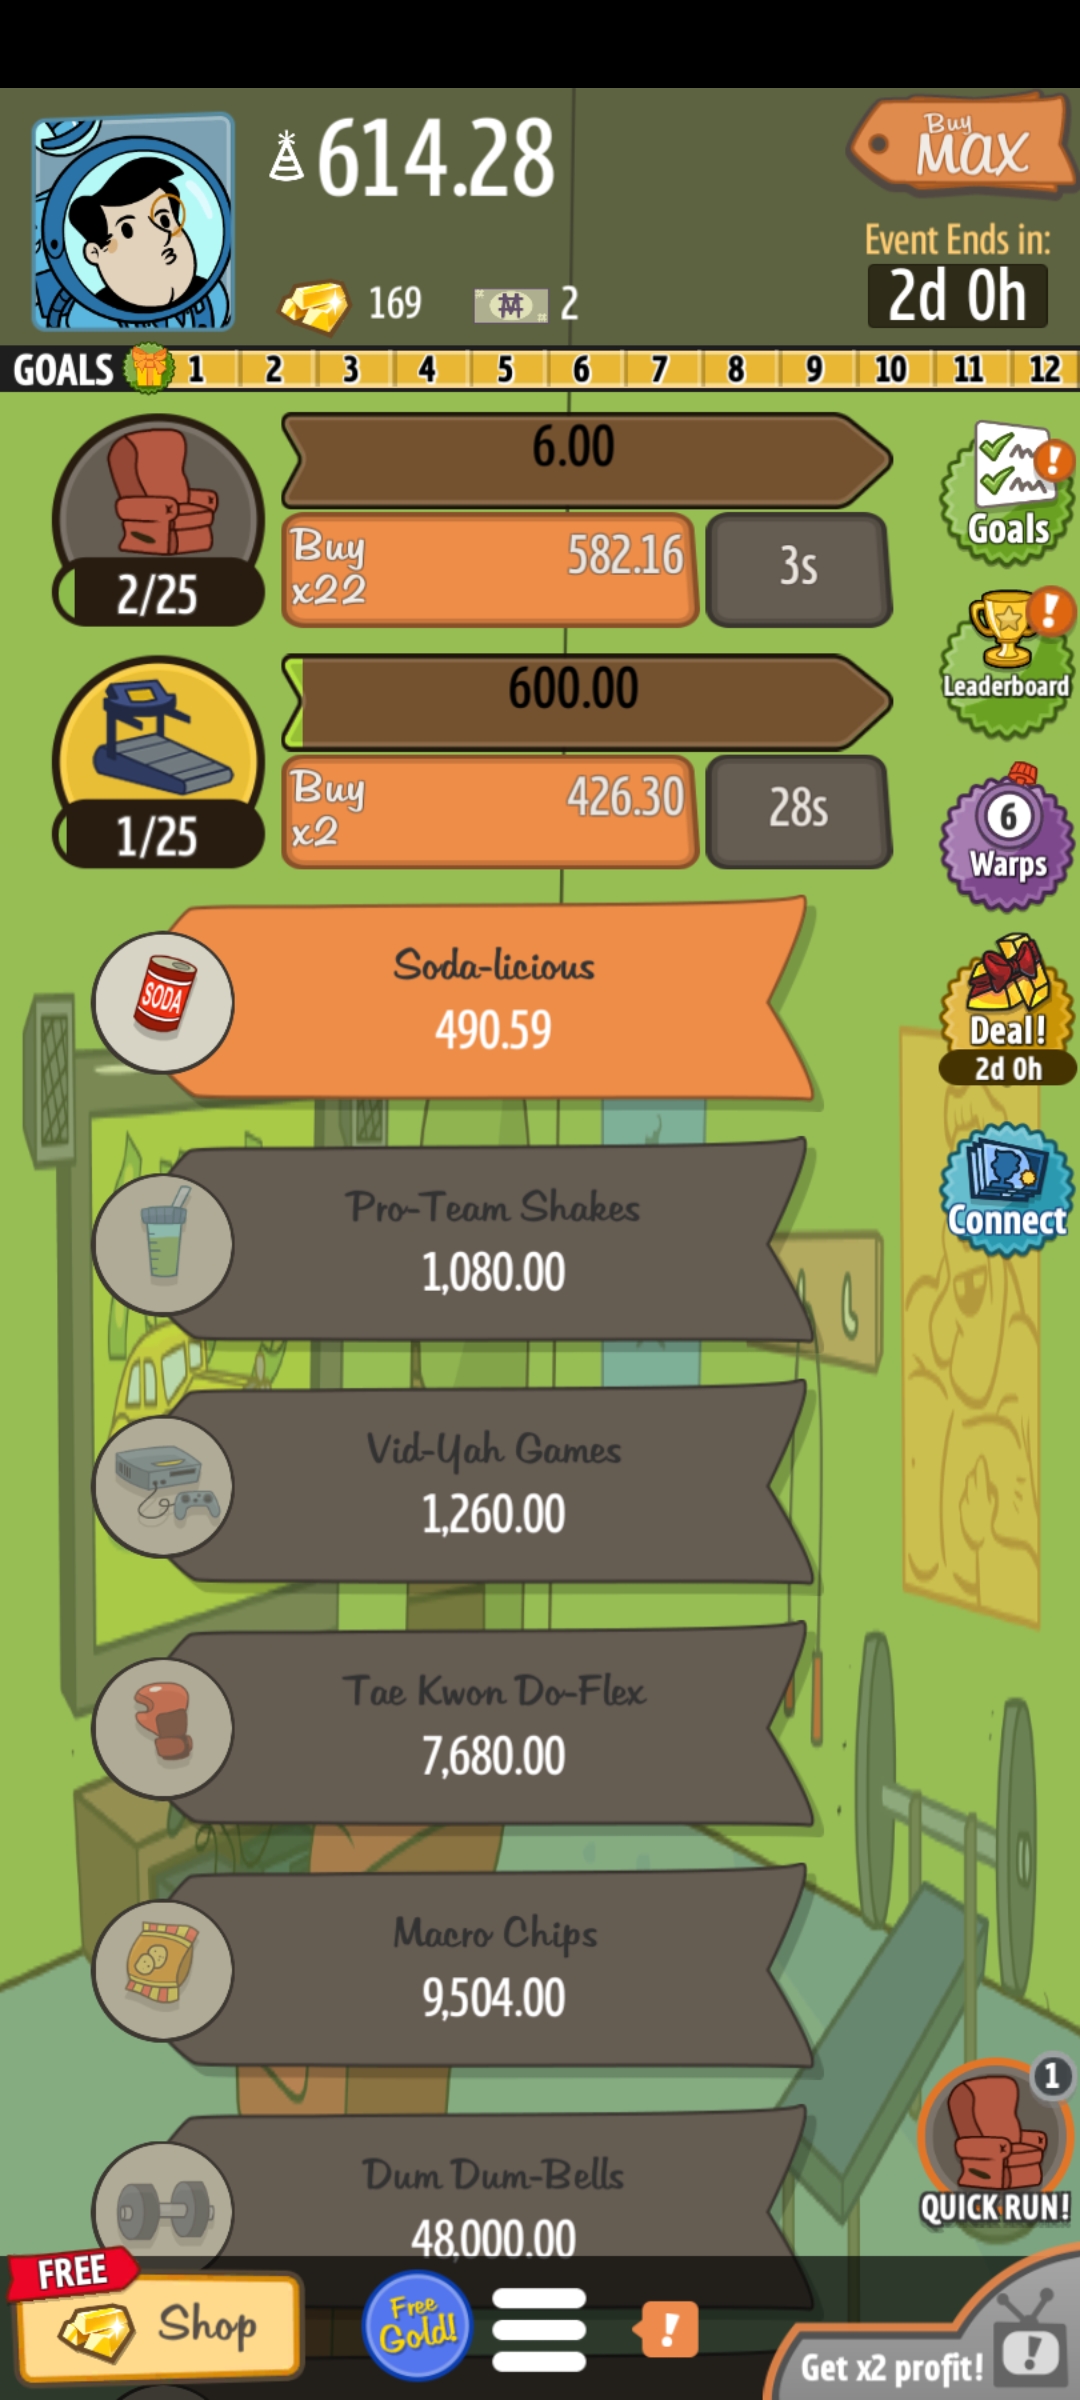 614.28
Buy
MAX
Event Ends in:
2d 0h
169
2
GOALS 1 2 3 4 5 6 7 8 9 10 11 12
6.00
Buy
x22
582.16
3s
2/25
Goals
Leaderboard
600.00
Buy
x2
426.30
28s
1/25
6
Warps
Soda-licious
490.59
SODA
Deal!
2d 0h
Pro-Team Shakes
1,080.00
Connect
Vid-Yah Games
1,260.00
Tae Kwon Do-Flex
7,680.00
Macro Chips
9,504.00
1
QUICK RUN!
Dum Dum-Bells
48,000.00
FREE
Shop
Free
Gold!
!
Get x2 profit!